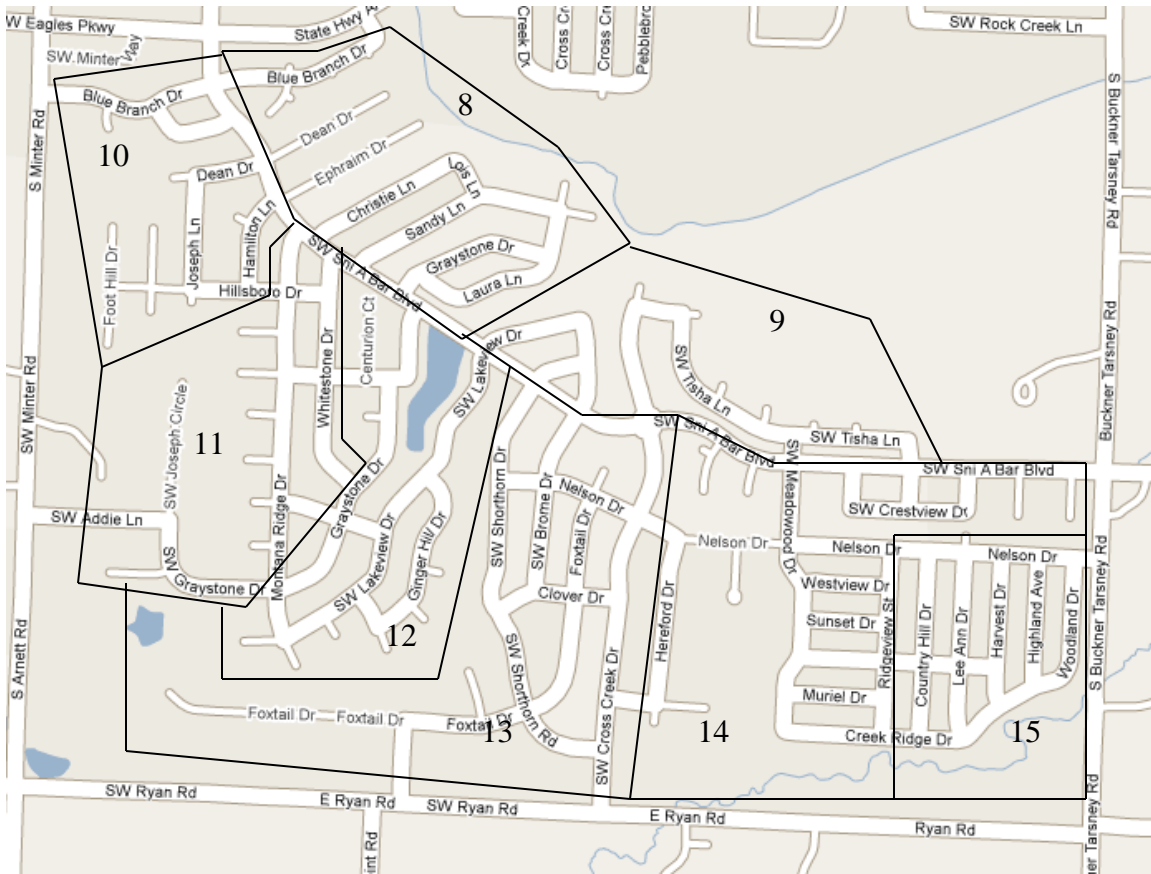 W Eagles Pkwy
State Hwy A
Creek Dr
Cross Cr
Cross Cr
Pebblebro
SW Rock Creek Ln
SW Minter Way
Blue Branch Dr
Blue Branch Dr
8
S Minter Rd
10
Dean Dr
Dean Dr
Ephraim Dr
S Buckner Tarsney Rd
Christie Ln
Lois Ln
Sandy Ln
Hamilton Ln
Joseph Ln
Foot Hill Dr
SW Sni A Bar Blvd
Graystone Dr
Laura Ln
Hillsboro Dr
9
Centurion Ct
Whitestone Dr
SW Lakeview Dr
SW Tisha Ln
Buckner Tarsney Rd
SW Minter Rd
SW Joseph Circle
11
SW Sni A Bar Blvd
SW Tisha Ln
SW Sni A Bar Blvd
SW Meadowood Dr
SW Shorthorn Dr
SW Brome Dr
Nelson Dr
Foxtail Dr
Graystone Dr
Montana Ridge Dr
SW Addie Ln
SW Crestview Dr
SW Lakeview Dr
Ginger Hill Dr
Nelson Dr
Nelson Dr
Nelson Dr
SW
Graystone Dr
Clover Dr
Westview Dr
Sunset Dr
Ridgeview St
Country Hill Dr
Lee Ann Dr
Harvest Dr
Highland Ave
Woodland Dr
S Buckner Tarsney Rd
12
Hereford Dr
S Arnett Rd
SW Shorthorn Rd
SW Cross Creek Dr
Muriel Dr
Foxtail Dr
Foxtail Dr
Foxtail Dr
13
14
Creek Ridge Dr
15
SW Ryan Rd
E Ryan Rd
SW Ryan Rd
E Ryan Rd
Ryan Rd
int Rd
er Tarsney Rd